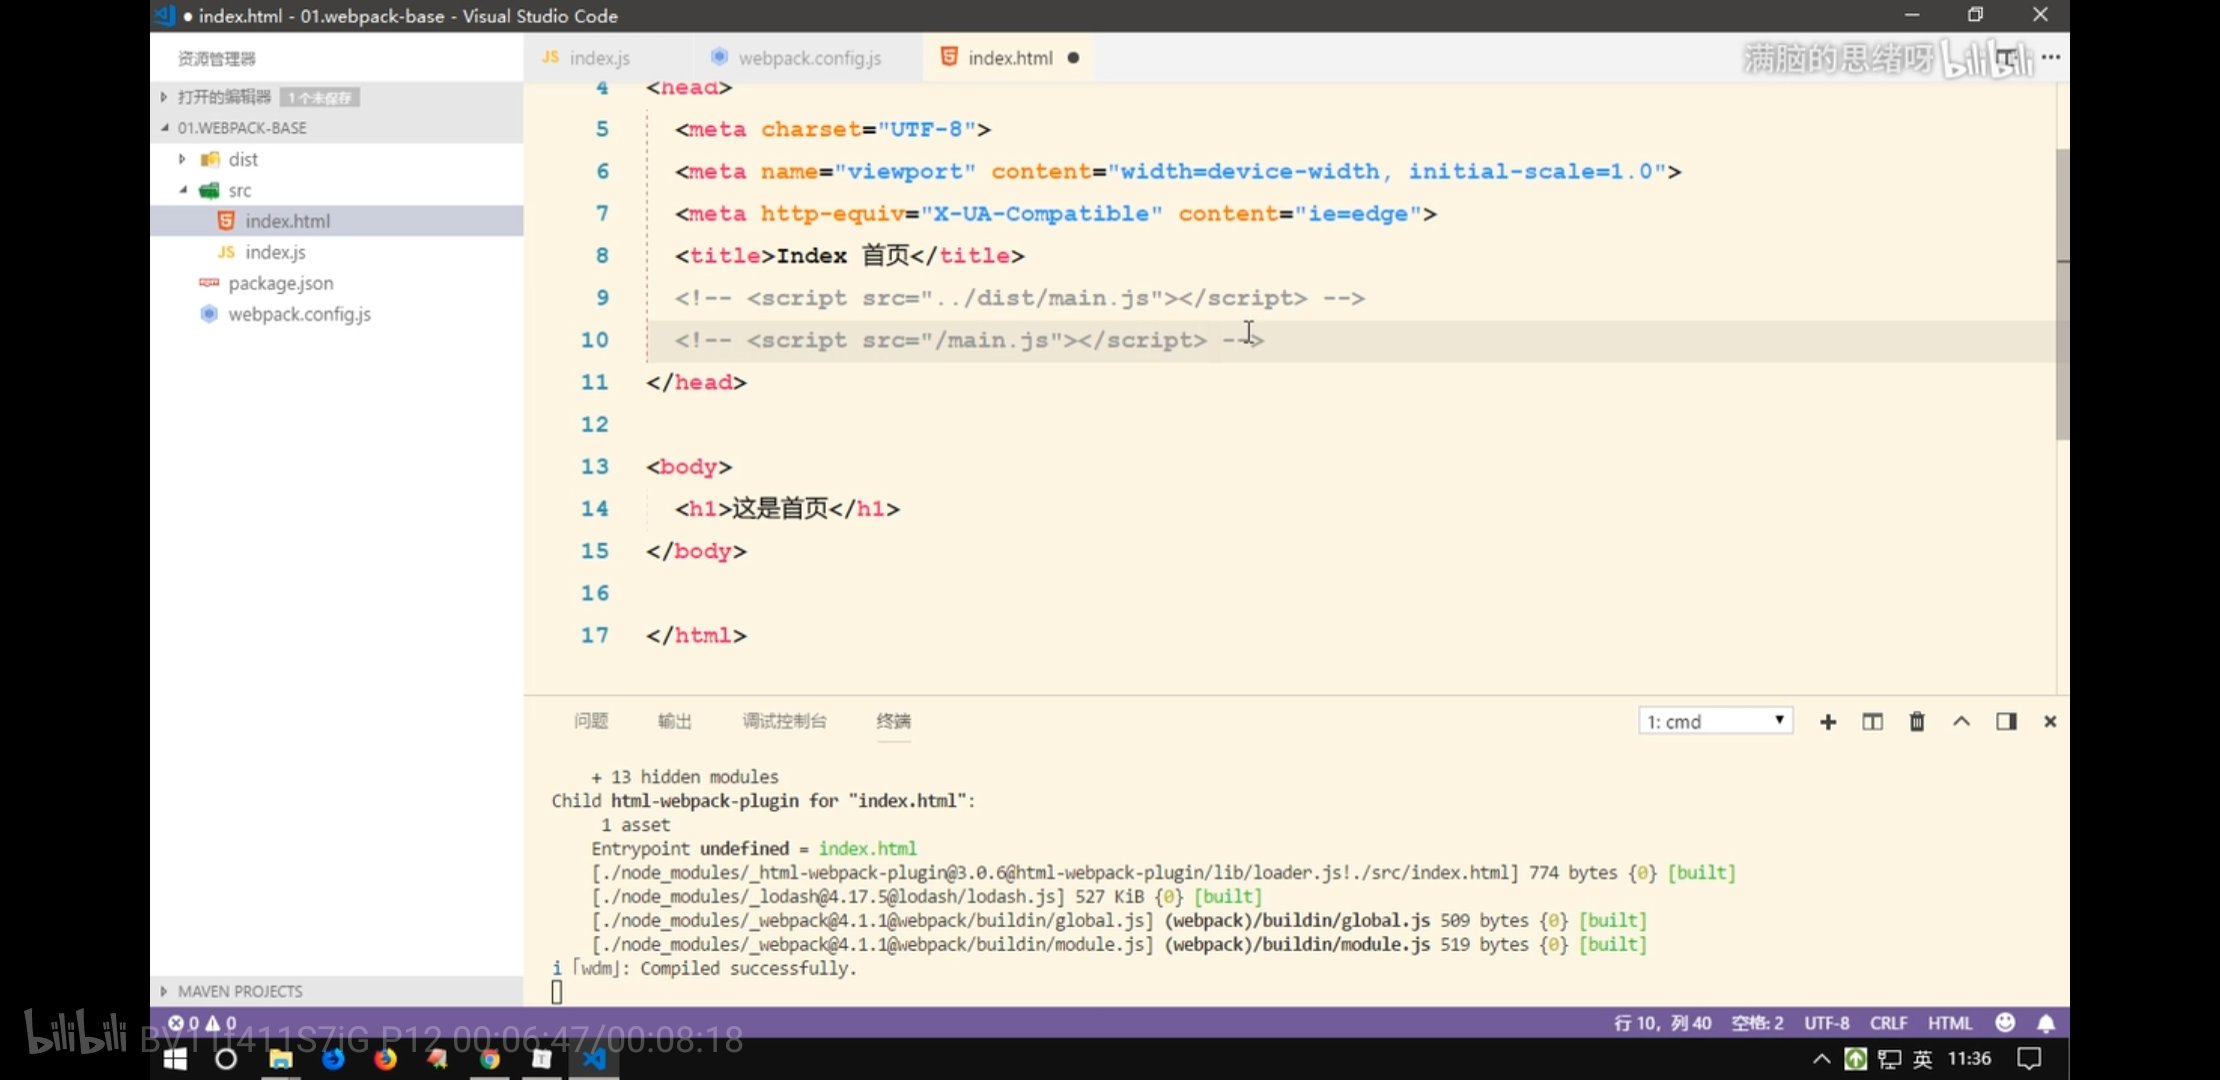 ● index.html - 01.webpack-base - Visual Studio Code
资源管理器
JS index.js
webpack.config.js
index.html ●
满脑的思绪呀 bilibili
打开的编辑器 1 个未保存
01.WEBPACK-BASE
dist
src
index.html
JS index.js
package.json
webpack.config.js
4 <head>
5 <meta charset="UTF-8">
6 <meta name="viewport" content="width=device-width, initial-scale=1.0">
7 <meta http-equiv="X-UA-Compatible" content="ie=edge">
8 <title>Index 首页</title>
9 <!-- <script src="../dist/main.js"></script> -->
10 <!-- <script src="/main.js"></script> -->
11 </head>
12
13 <body>
14 <h1>这是首页</h1>
15 </body>
16
17 </html>
问题 输出 调试控制台 终端
1: cmd
+ 13 hidden modules
Child html-webpack-plugin for "index.html":
1 asset
Entrypoint undefined = index.html
[./node_modules/_html-webpack-plugin@3.0.6@html-webpack-plugin/lib/loader.js!./src/index.html] 774 bytes {0} [built]
[./node_modules/_lodash@4.17.5@lodash/lodash.js] 527 KiB {0} [built]
[./node_modules/_webpack@4.1.1@webpack/buildin/global.js] (webpack)/buildin/global.js 509 bytes {0} [built]
[./node_modules/_webpack@4.1.1@webpack/buildin/module.js] (webpack)/buildin/module.js 519 bytes {0} [built]
i ｢wdm｣: Compiled successfully.
MAVEN PROJECTS
0 0
行 10，列 40 空格: 2 UTF-8 CRLF HTML
bilibili BV11f411S7iG P12 00:06:47/00:08:18
英 11:36